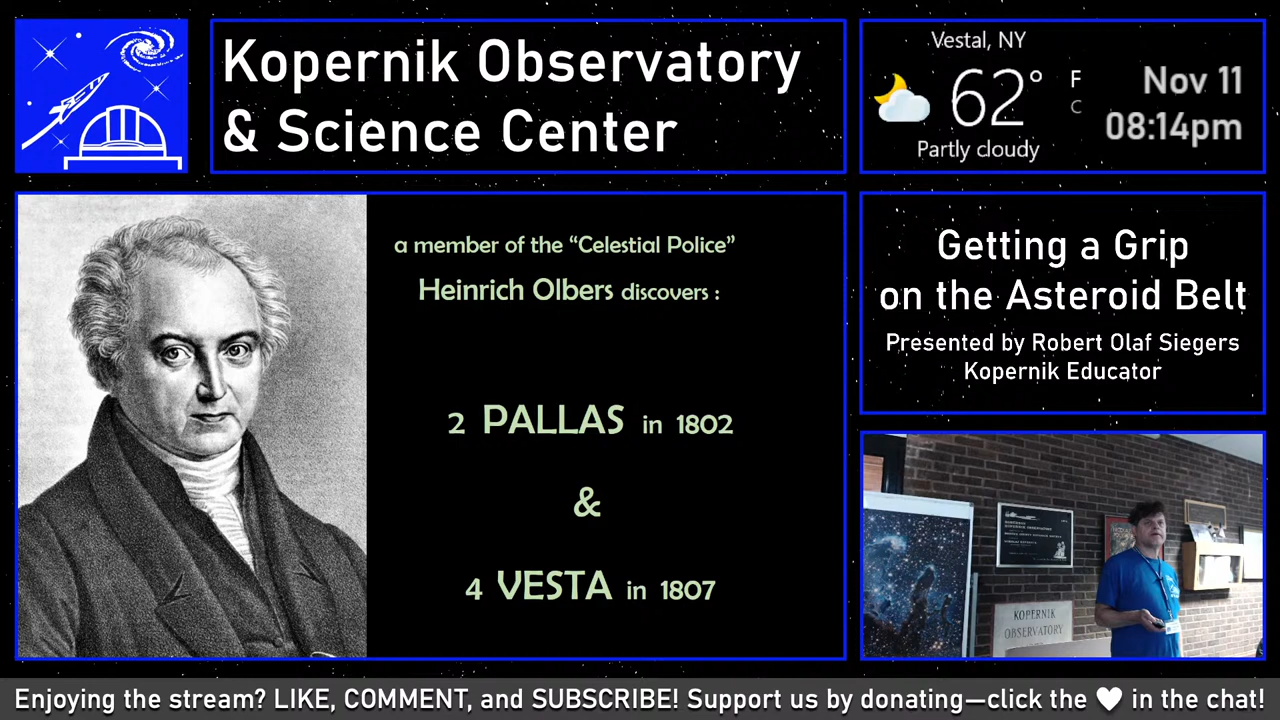 Kopernik Observatory
& Science Center
Vestal, NY
62° F
C
Partly cloudy
Nov 11
08:14pm
a member of the “Celestial Police”
Heinrich Olbers discovers :
2 PALLAS in 1802
&
4 VESTA in 1807
Getting a Grip
on the Asteroid Belt
Presented by Robert Olaf Siegers
Kopernik Educator
KOPERNIK
OBSERVATORY
Enjoying the stream? LIKE, COMMENT, and SUBSCRIBE! Support us by donating—click the ♥ in the chat!